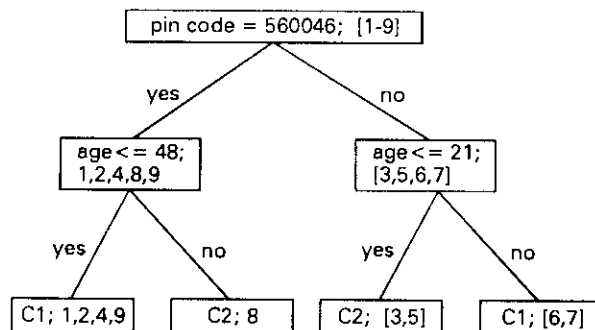 pin code = 560046; [1-9]
yes
no
age<= 48;
1,2,4,8,9
age<= 21;
[3,5,6,7]
yes
no
yes
no
C1; 1,2,4,9
C2; 8
C2; [3,5]
C1; [6,7]